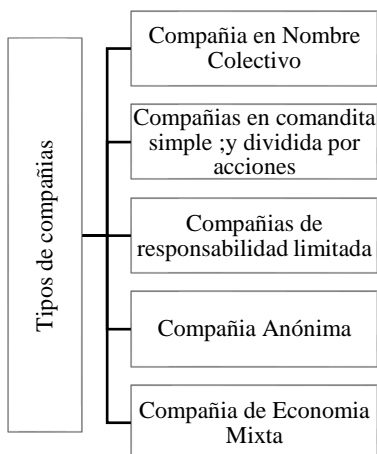 Tipos de compañias
Compañia en Nombre
Colectivo
Compañias en comandita
simple ;y dividida por
acciones
Compañias de
responsabilidad limitada
Compañia Anónima
Compañia de Economia
Mixta